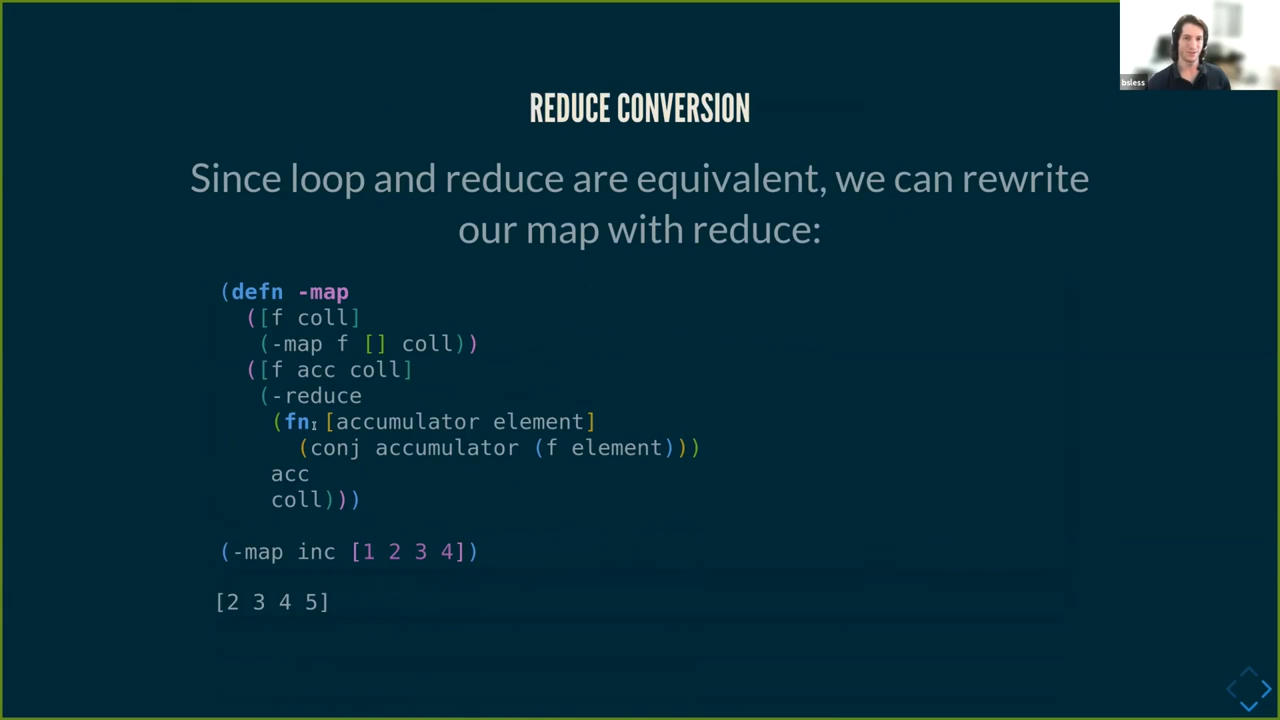 bsless
REDUCE CONVERSION
Since loop and reduce are equivalent, we can rewrite
our map with reduce:
(defn -map
  ([f coll]
   (-map f [] coll))
  ([f acc coll]
   (-reduce
    (fn [accumulator element]
      (conj accumulator (f element)))
    acc
    coll)))
(-map inc [1 2 3 4])
[2 3 4 5]